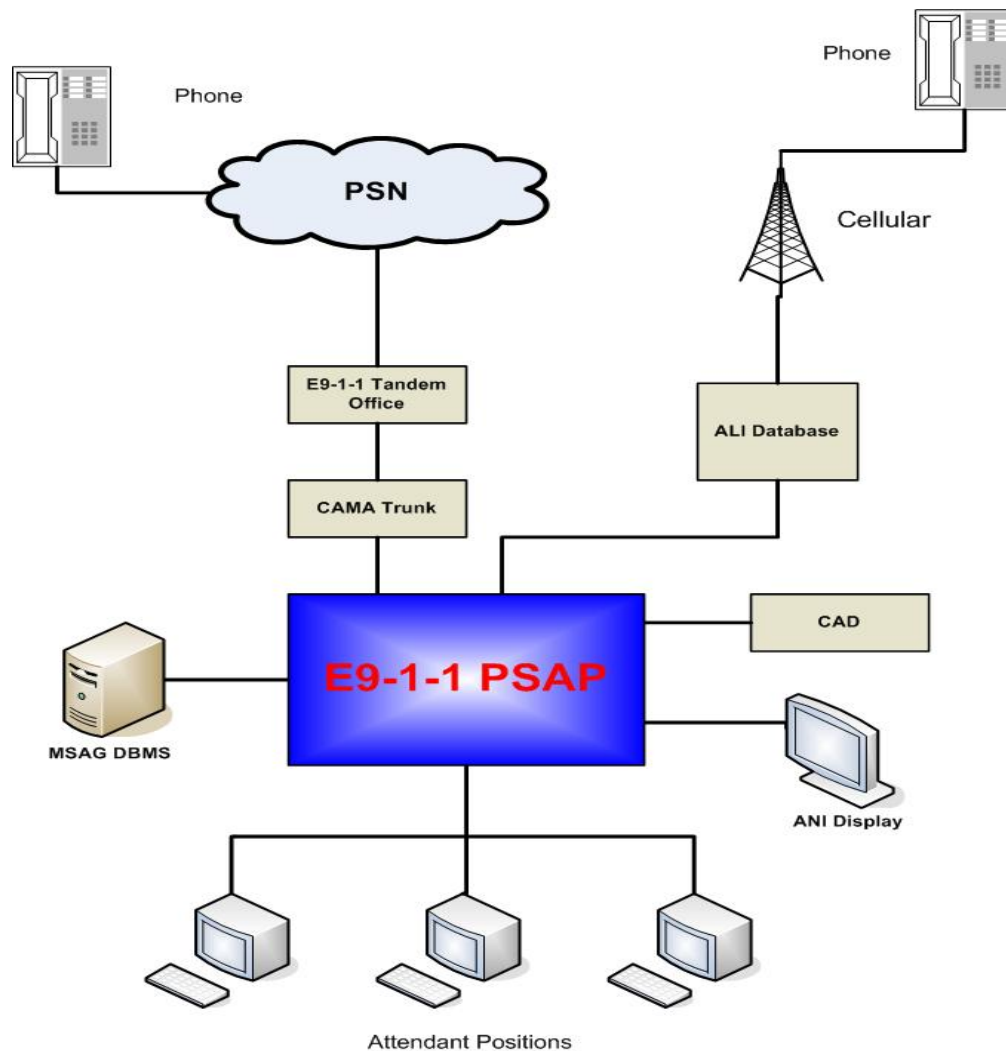 Phone
Phone
PSN
Cellular
E9-1-1 Tandem
Office
ALI Database
CAMA Trunk
CAD
E9-1-1 PSAP
MSAG DBMS
ANI Display
Attendant Positions